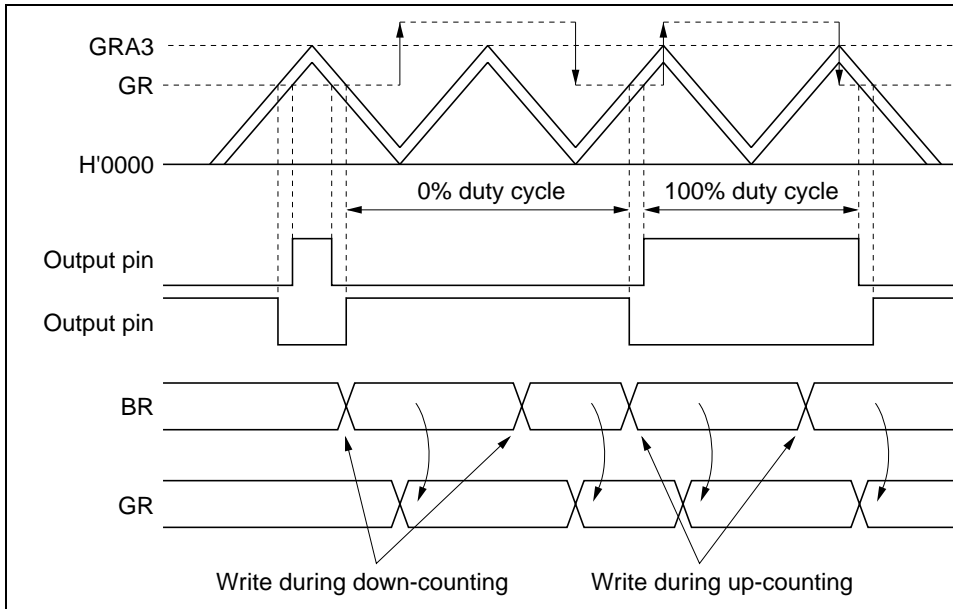 GRA3
GR
H'0000
0% duty cycle
100% duty cycle
Output pin
Output pin
BR
GR
Write during down-counting
Write during up-counting